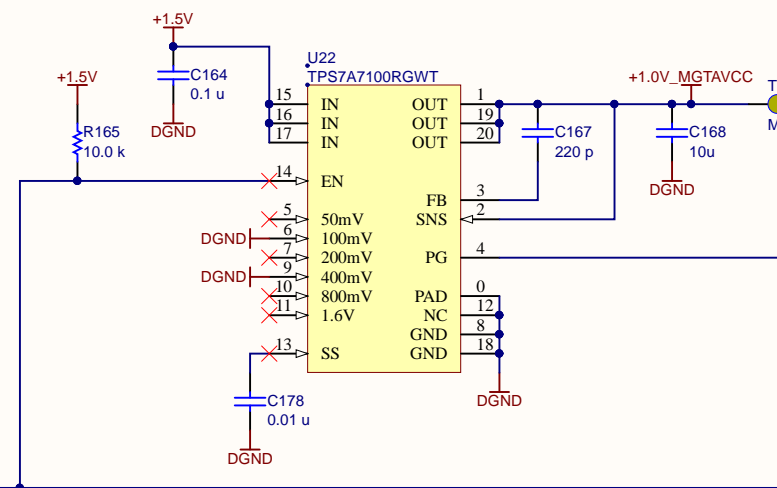 +1.5V
U22
TPS7A7100RGWT
+1.5V
C164
0.1 u
DGND
R165
10.0 k
15
IN
16
IN
17
IN
14
EN
5
50mV
6
100mV
DGND
7
200mV
9
400mV
DGND
10
800mV
11
1.6V
13
SS
C178
0.01 u
DGND
OUT
1
OUT
19
OUT
20
FB
3
SNS
2
PG
4
PAD
0
NC
12
GND
8
GND
18
DGND
C167
220 p
+1.0V_MGTAVCC
C168
10u
DGND
T
M